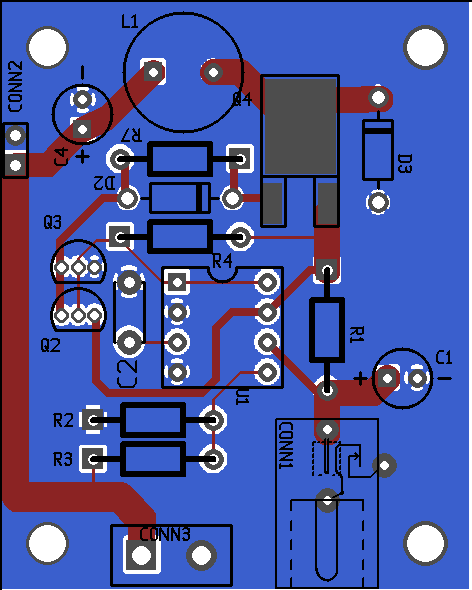 L1
CONN2
-
Q4
R7
C4
+
D2
D3
Q3
R4
Q2
C2
R1
U1
C1
+ -
R2
R3
CONN1
CONN3